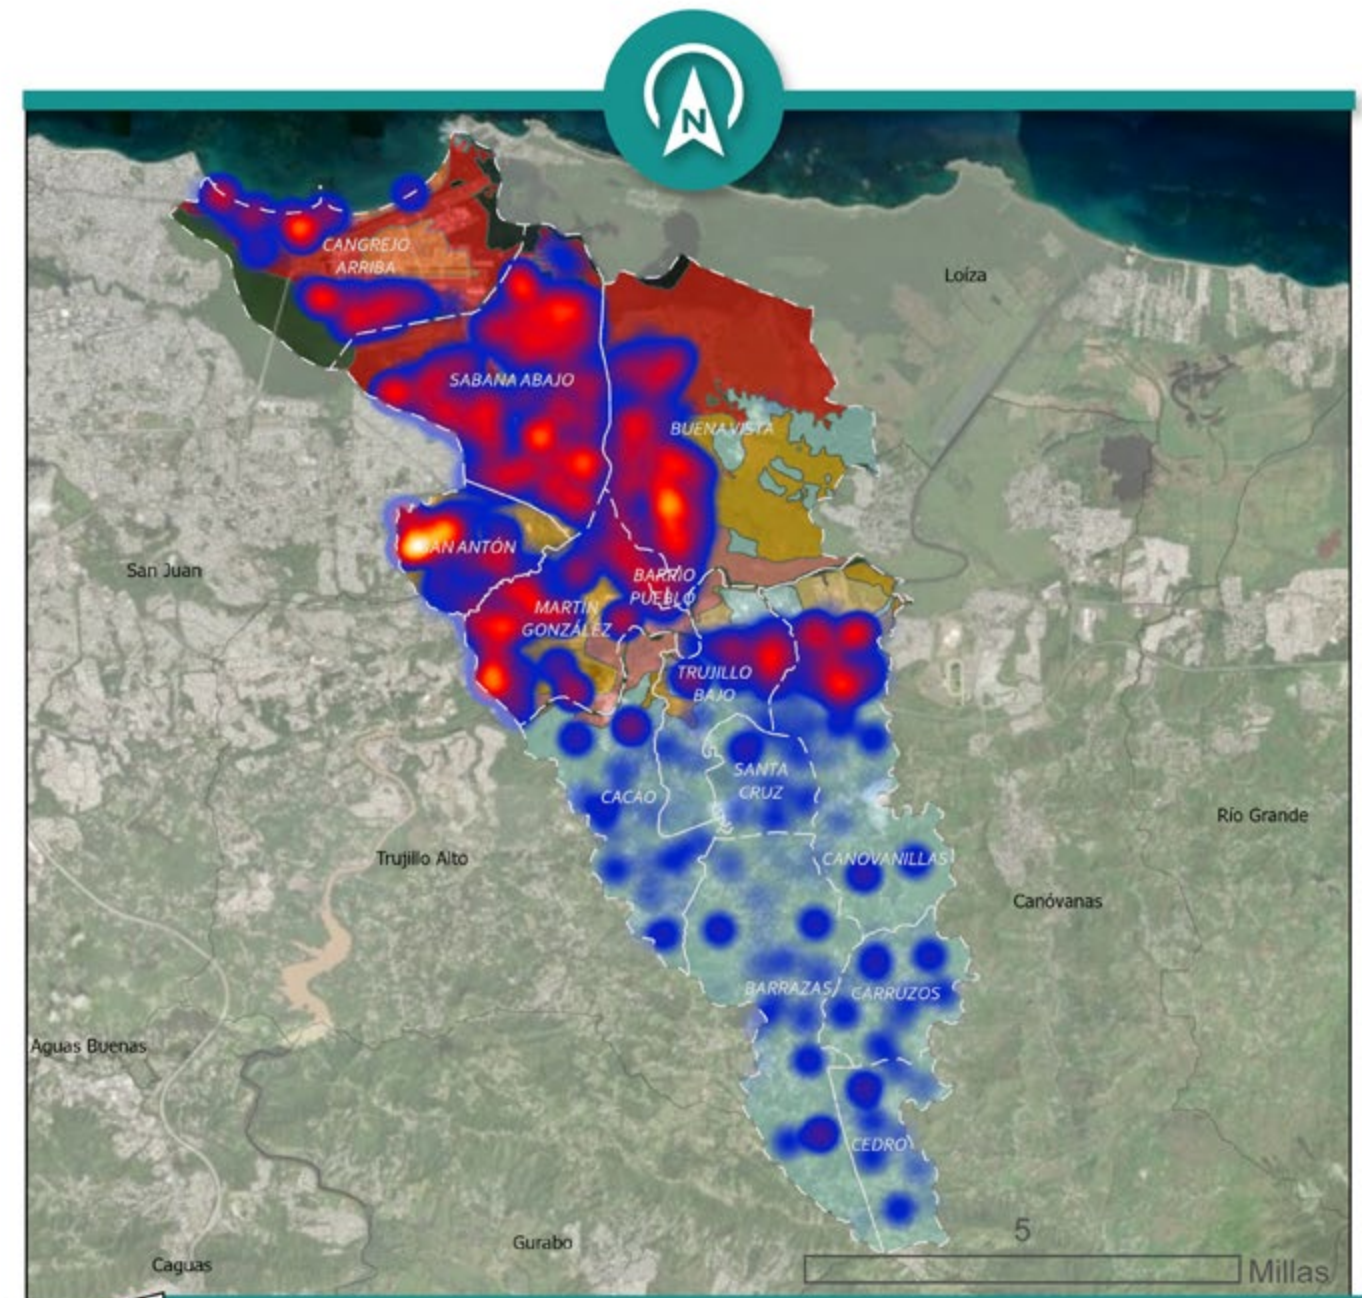 N
CANGREJO
ARRIBA
Loíza
SABANA ABAJO
BUENA VISTA
SAN ANTÓN
San Juan
BARRIO
PUEBLO
MARTÍN
GONZÁLEZ
TRUJILLO
BAJO
SANTA
CRUZ
CACAO
Río Grande
Trujillo Alto
CANOVANILLAS
Canóvanas
BARRAZAS
CARRUZOS
Aguas Buenas
CEDRO
5
Gurabo
Caguas
Millas